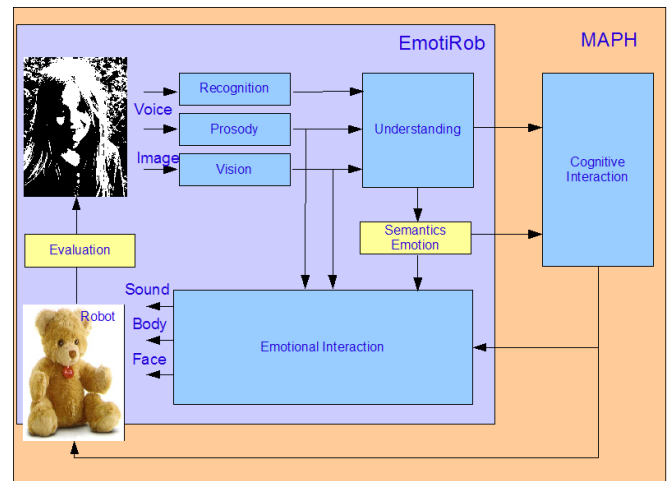 EmotiRob
MAPH
Recognition
Voice
Prosody
Image
Vision
Understanding
Cognitive
Interaction
Semantics
Emotion
Evaluation
Sound
Robot
Body
Face
Emotional Interaction